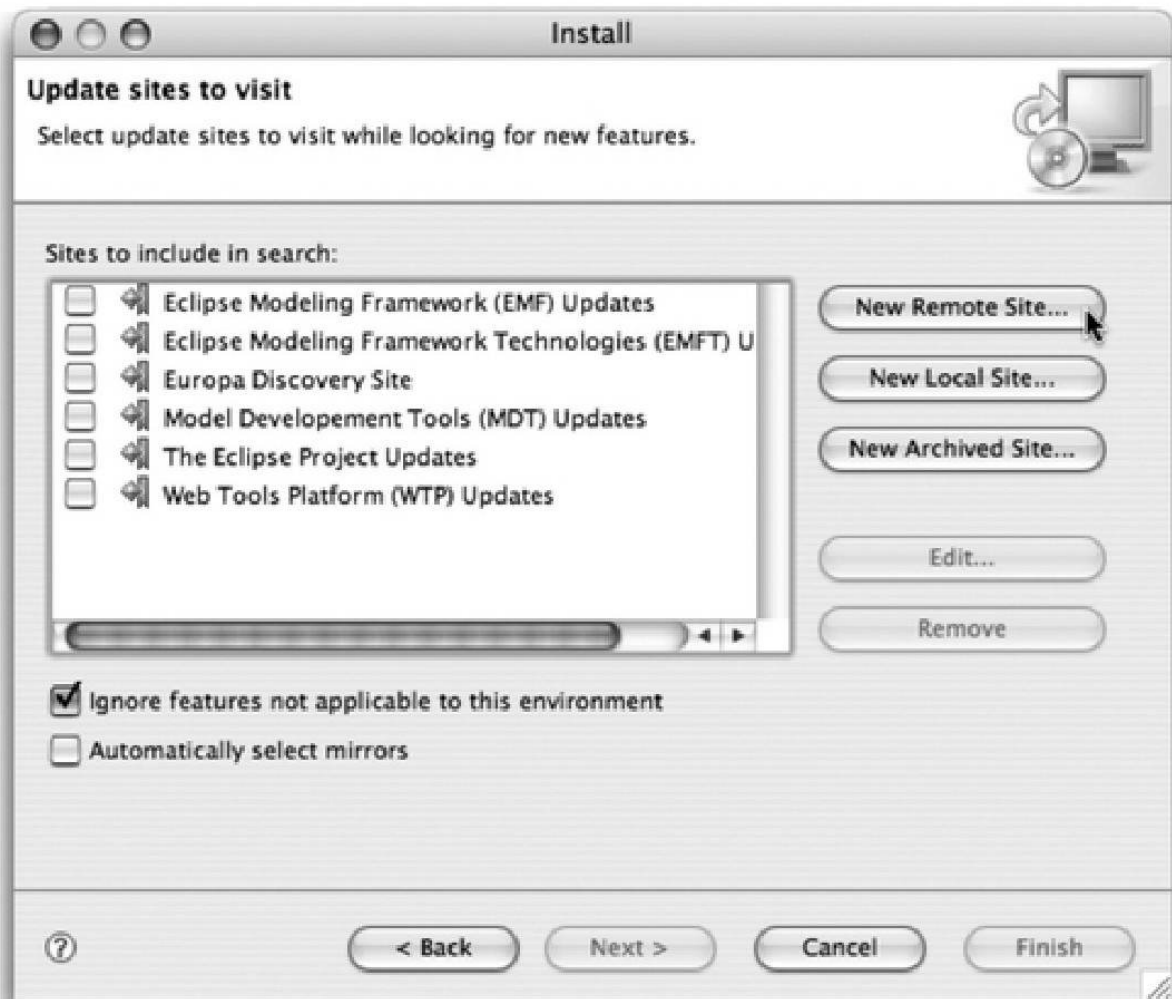 Install
Update sites to visit
Select update sites to visit while looking for new features.
Sites to include in search:
Eclipse Modeling Framework (EMF) Updates
Eclipse Modeling Framework Technologies (EMFT) U
Europa Discovery Site
Model Developement Tools (MDT) Updates
The Eclipse Project Updates
Web Tools Platform (WTP) Updates
New Remote Site...
New Local Site...
New Archived Site...
Edit...
Remove
Ignore features not applicable to this environment
Automatically select mirrors
?
< Back
Next >
Cancel
Finish